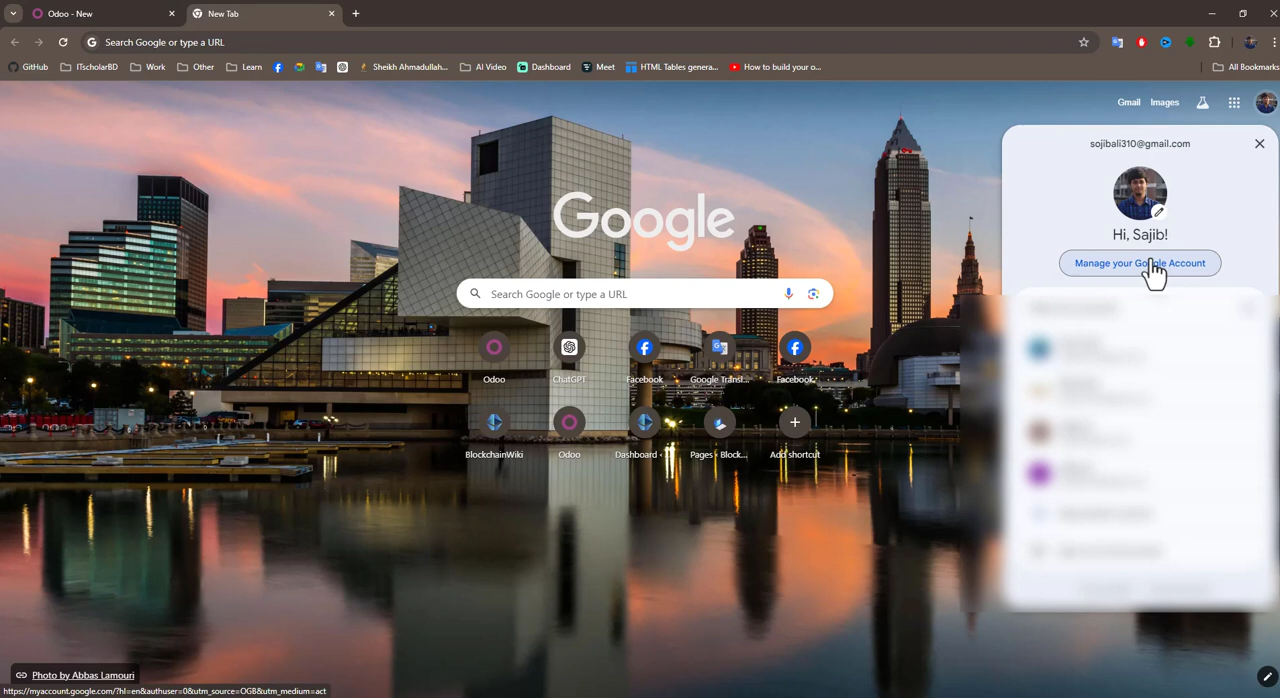 Odoo - New
New Tab
Search Google or type a URL
GitHub
ITscholarBD
Work
Other
Learn
Sheikh Ahmadullah...
AI Video
Dashboard
Meet
HTML Tables genera...
How to build your o...
All Bookmarks
Gmail
Images
sojibali310@gmail.com
Hi, Sajib!
Manage your Google Account
Google
Search Google or type a URL
Odoo
ChatGPT
Facebook
Google Transl...
Facebook
BlockchainWiki
Odoo
Dashboard
Pages - Block...
Add shortcut
Photo by Abbas Lamouri
https://myaccount.google.com/?hl=en&authuser=0&utm_source=OGB&utm_medium=act